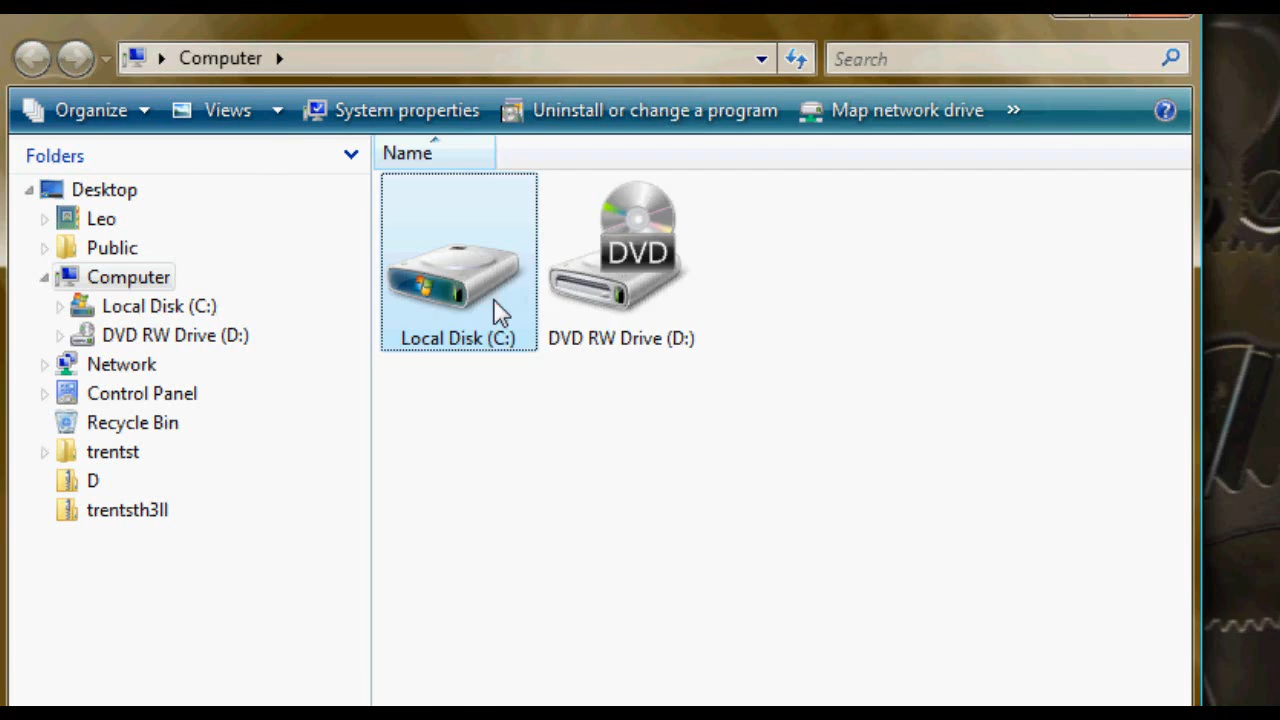 Computer
Search
Organize Views System properties Uninstall or change a program Map network drive »
Folders
Name
Desktop
Leo
Public
Computer
Local Disk (C:)
DVD RW Drive (D:)
Network
Control Panel
Recycle Bin
trentst
D
trentsth3ll
DVD
Local Disk (C:) DVD RW Drive (D:)